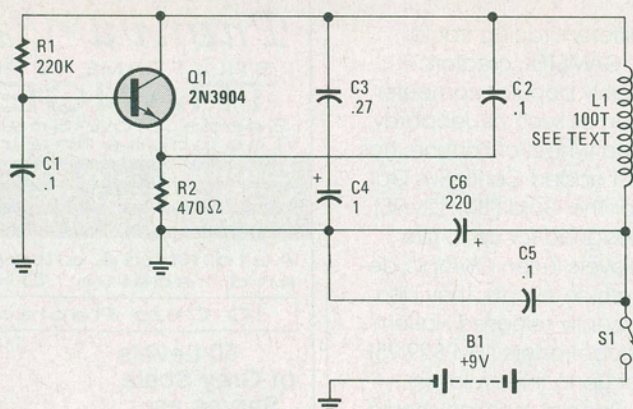 R1
220K
C1
.1
Q1
2N3904
R2
470Ω
C3
.27
+
C4
1
C2
.1
C6
220
+
C5
.1
L1
100T
SEE TEXT
S1
B1
+9V